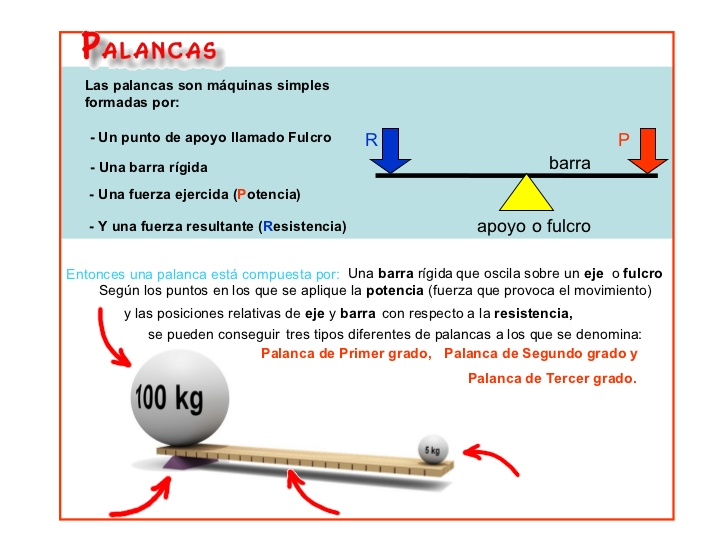 PALANCAS
Las palancas son máquinas simples
formadas por:
- Un punto de apoyo llamado Fulcro
- Una barra rígida
- Una fuerza ejercida (Potencia)
- Y una fuerza resultante (Resistencia)
R
P
barra
apoyo o fulcro
Entonces una palanca está compuesta por: Una barra rígida que oscila sobre un eje o fulcro
Según los puntos en los que se aplique la potencia (fuerza que provoca el movimiento)
y las posiciones relativas de eje y barra con respecto a la resistencia,
se pueden conseguir tres tipos diferentes de palancas a los que se denomina:
Palanca de Primer grado, Palanca de Segundo grado y
Palanca de Tercer grado.
100 kg
5 kg